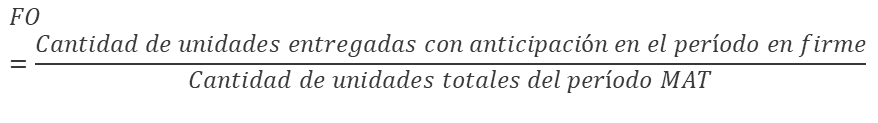 FO
= Cantidad de unidades entregadas con anticipación en el período en firme
Cantidad de unidades totales del período MAT